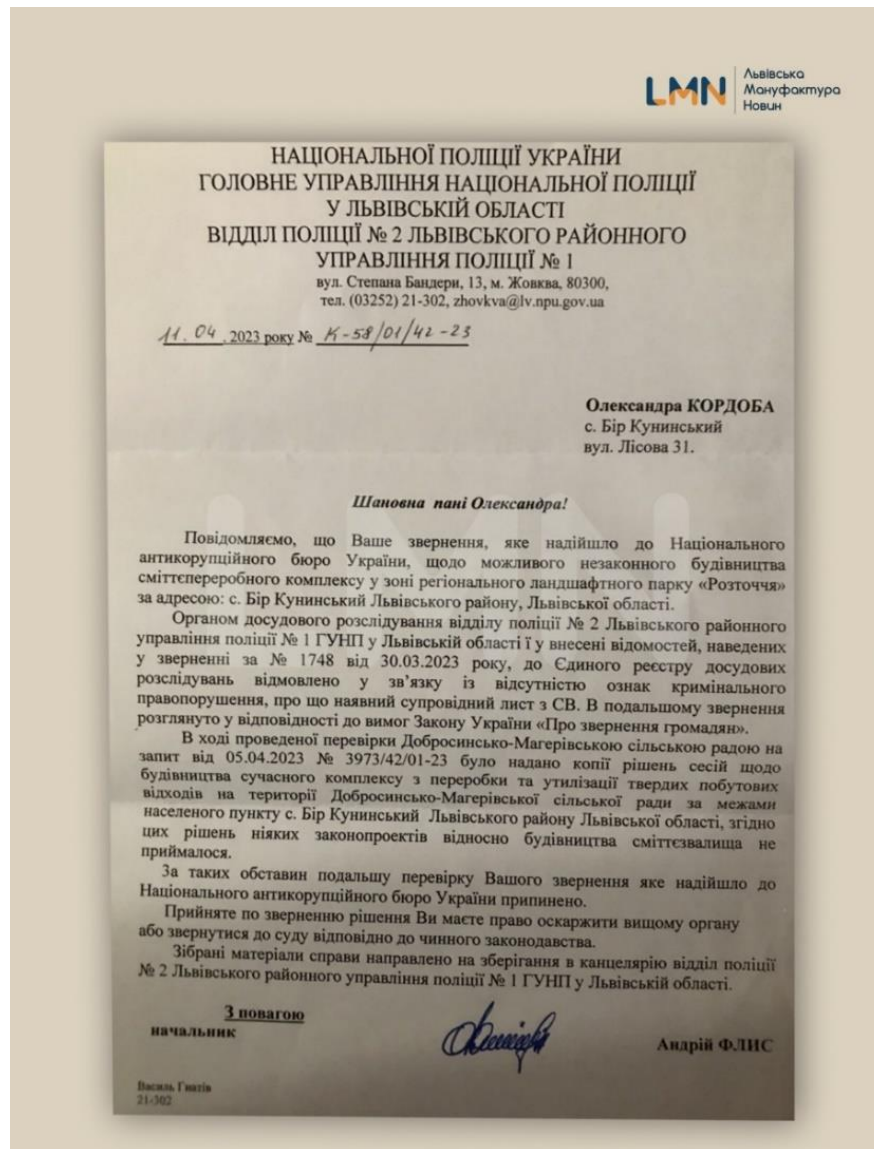 LMN
Львівська
Мануфактура
Новин
НАЦІОНАЛЬНОЇ ПОЛІЦІЇ УКРАЇНИ
ГОЛОВНЕ УПРАВЛІННЯ НАЦІОНАЛЬНОЇ ПОЛІЦІЇ
У ЛЬВІВСЬКІЙ ОБЛАСТІ
ВІДДІЛ ПОЛІЦІЇ № 2 ЛЬВІВСЬКОГО РАЙОННОГО
УПРАВЛІННЯ ПОЛІЦІЇ № 1
вул. Степана Бандери, 13, м. Жовква, 80300,
тел. (03252) 21-302, zhovkva@lv.npu.gov.ua
11.04.2023 року № К-58/01/42-23
Олександра КОРДОБА
с. Бір Кунинський
вул. Лісова 31.
Шановна пані Олександра!
Повідомляємо, що Ваше звернення, яке надійшло до Національного
антикорупційного бюро України, щодо можливого незаконного будівництва
сміттєпереробного комплексу у зоні регіонального ландшафтного парку «Розточчя»
за адресою: с. Бір Кунинський Львівського району, Львівської області.
Органом досудового розслідування відділу поліції № 2 Львівського районного
управління поліції № 1 ГУНП у Львівській області ї у внесені відомостей, наведених
у зверненні за № 1748 від 30.03.2023 року, до Єдиного реєстру досудових
розслідувань відмовлено у зв’язку із відсутністю ознак кримінального
правопорушення, про що наявний супровідний лист з СВ. В подальшому звернення
розглянуто у відповідності до вимог Закону України «Про звернення громадян».
В ході проведеної перевірки Добросинсько-Магерівською сільською радою на
запит від 05.04.2023 № 3973/42/01-23 було надано копії рішень сесій щодо
будівництва сучасного комплексу з переробки та утилізації твердих побутових
відходів на території Добросинсько-Магерівської сільської ради за межами
населеного пункту с. Бір Кунинський Львівського району Львівської області, згідно
цих рішень ніяких законопроектів відносно будівництва сміттєзвалища не
приймалося.
За таких обставин подальшу перевірку Вашого звернення яке надійшло до
Національного антикорупційного бюро України припинено.
Прийняте по зверненню рішення Ви маєте право оскаржити вищому органу
або звернутися до суду відповідно до чинного законодавства.
Зібрані матеріали справи направлено на зберігання в канцелярію відділ поліції
№ 2 Львівського районного управління поліції № 1 ГУНП у Львівській області.
З повагою
начальник
Андрій ФЛИС
Василь Гнатів
21-302